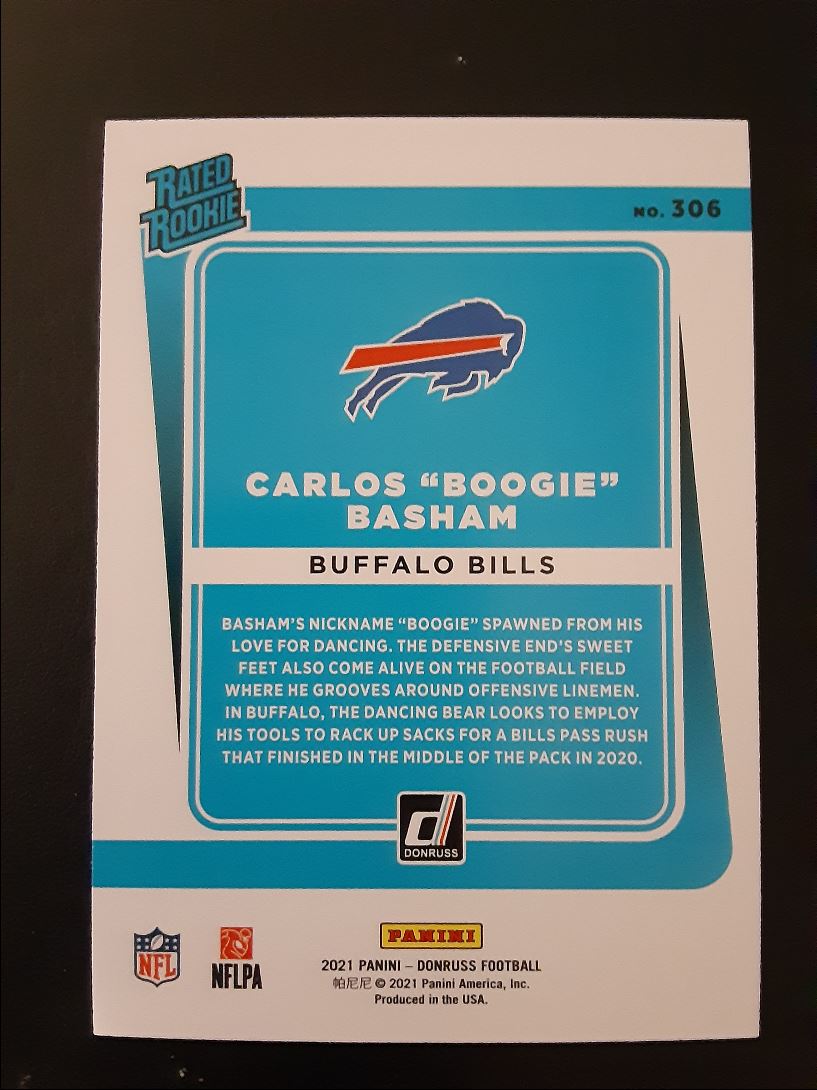 RATED
ROOKIE
NO. 306
CARLOS “BOOGIE”
BASHAM
BUFFALO BILLS
BASHAM'S NICKNAME “BOOGIE” SPAWNED FROM HIS
LOVE FOR DANCING. THE DEFENSIVE END'S SWEET
FEET ALSO COME ALIVE ON THE FOOTBALL FIELD
WHERE HE GROOVES AROUND OFFENSIVE LINEMEN.
IN BUFFALO, THE DANCING BEAR LOOKS TO EMPLOY
HIS TOOLS TO RACK UP SACKS FOR A BILLS PASS RUSH
THAT FINISHED IN THE MIDDLE OF THE PACK IN 2020.
d
DONRUSS
NFL
NFLPA
PANINI
2021 PANINI – DONRUSS FOOTBALL
帕尼尼 © 2021 Panini America, Inc.
Produced in the USA.